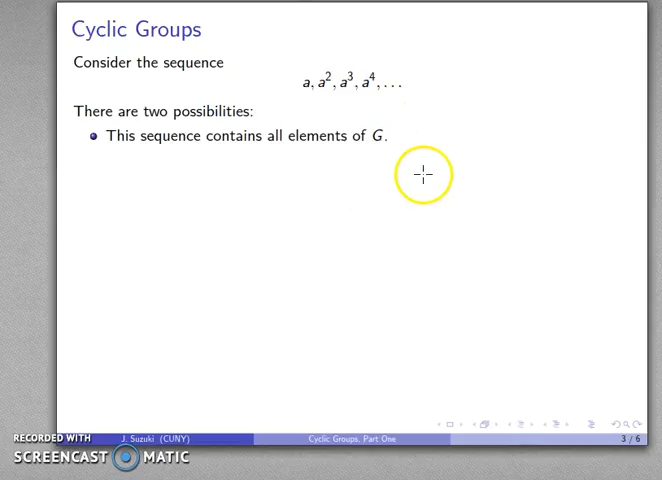 Cyclic Groups
Consider the sequence
a, a², a³, a⁴, . . .
There are two possibilities:
This sequence contains all elements of G.
RECORDED WITH
J. Suzuki (CUNY)
Cyclic Groups, Part One
3 / 6
SCREENCAST MATIC